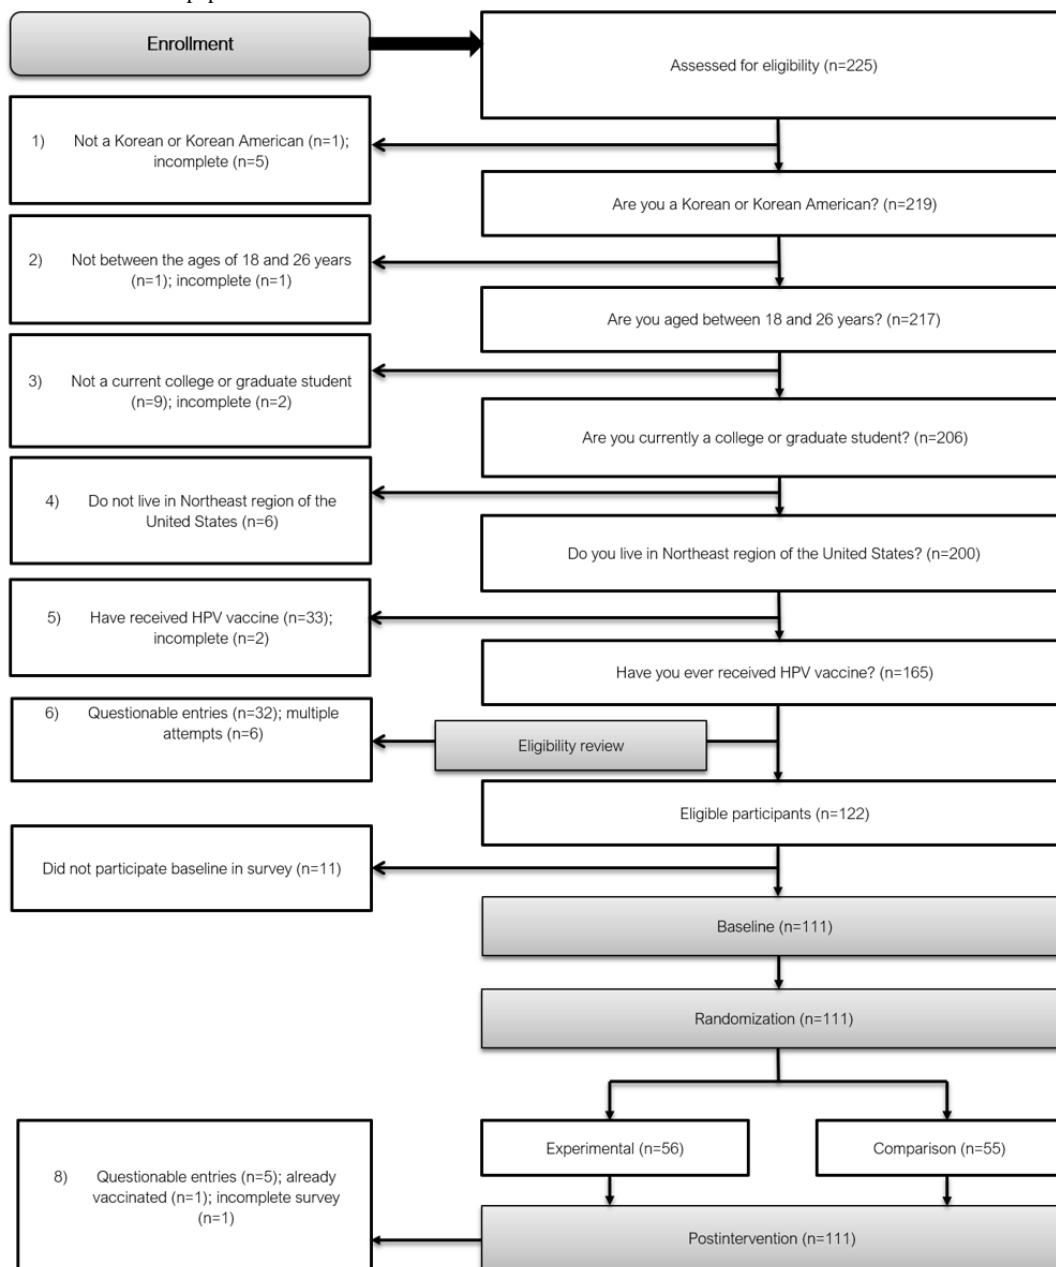 Enrollment
Assessed for eligibility (n=225)
1) Not a Korean or Korean American (n=1);
incomplete (n=5)
Are you a Korean or Korean American? (n=219)
2) Not between the ages of 18 and 26 years
(n=1); incomplete (n=1)
Are you aged between 18 and 26 years? (n=217)
3) Not a current college or graduate student
(n=9); incomplete (n=2)
Are you currently a college or graduate student? (n=206)
4) Do not live in Northeast region of the
United States (n=6)
Do you live in Northeast region of the United States? (n=200)
5) Have received HPV vaccine (n=33);
incomplete (n=2)
Have you ever received HPV vaccine? (n=165)
6) Questionable entries (n=32); multiple
attempts (n=6)
Eligibility review
Eligible participants (n=122)
Did not participate baseline in survey (n=11)
Baseline (n=111)
Randomization (n=111)
Experimental (n=56)
Comparison (n=55)
8) Questionable entries (n=5); already
vaccinated (n=1); incomplete survey
(n=1)
Postintervention (n=111)